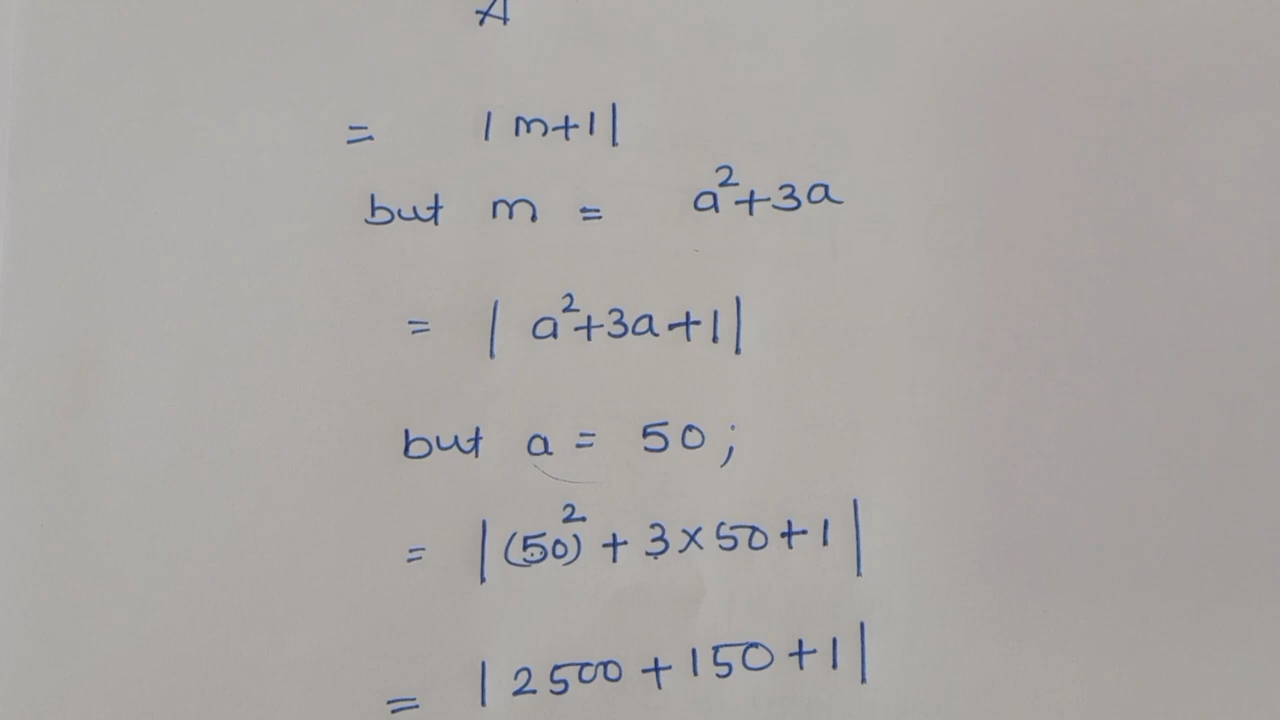 = |m+1|
but m = a²+3a
= | a²+3a+1|
but a = 50;
= |(50)² + 3×50+1|
= |2500+150+1|